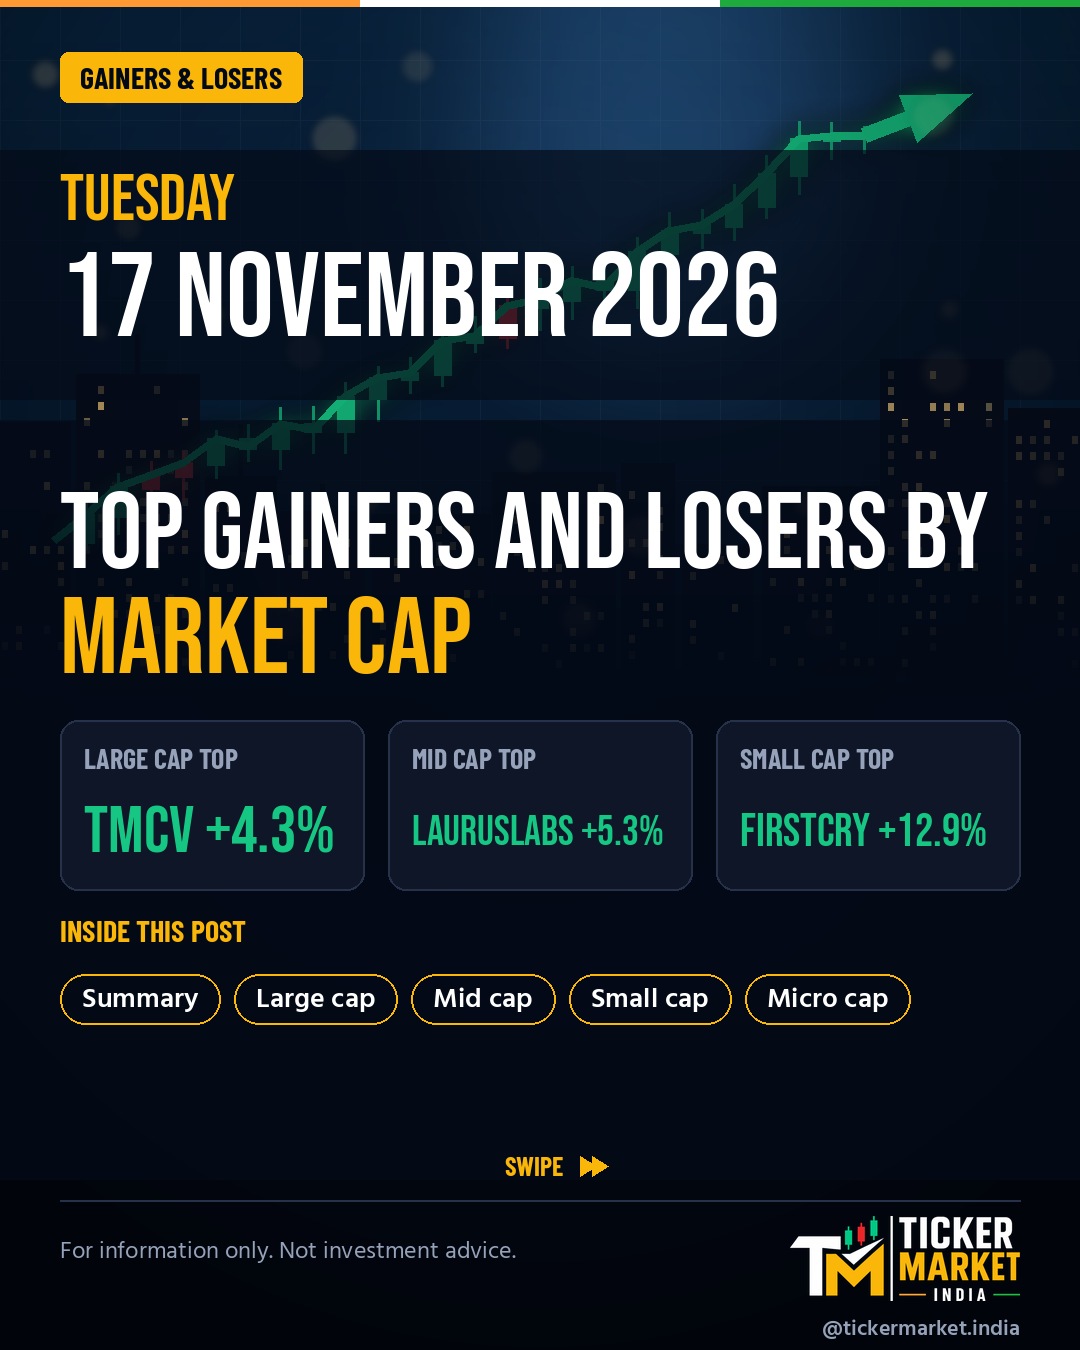 GAINERS & LOSERS
TUESDAY
17 NOVEMBER 2026
TOP GAINERS AND LOSERS BY
MARKET CAP
LARGE CAP TOP
TMCV +4.3%
MID CAP TOP
LAURUSLABS +5.3%
SMALL CAP TOP
FIRSTCRY +12.9%
INSIDE THIS POST
Summary
Large cap
Mid cap
Small cap
Micro cap
SWIPE
For information only. Not investment advice.
TM
TICKER
MARKET
INDIA
@tickermarket.india